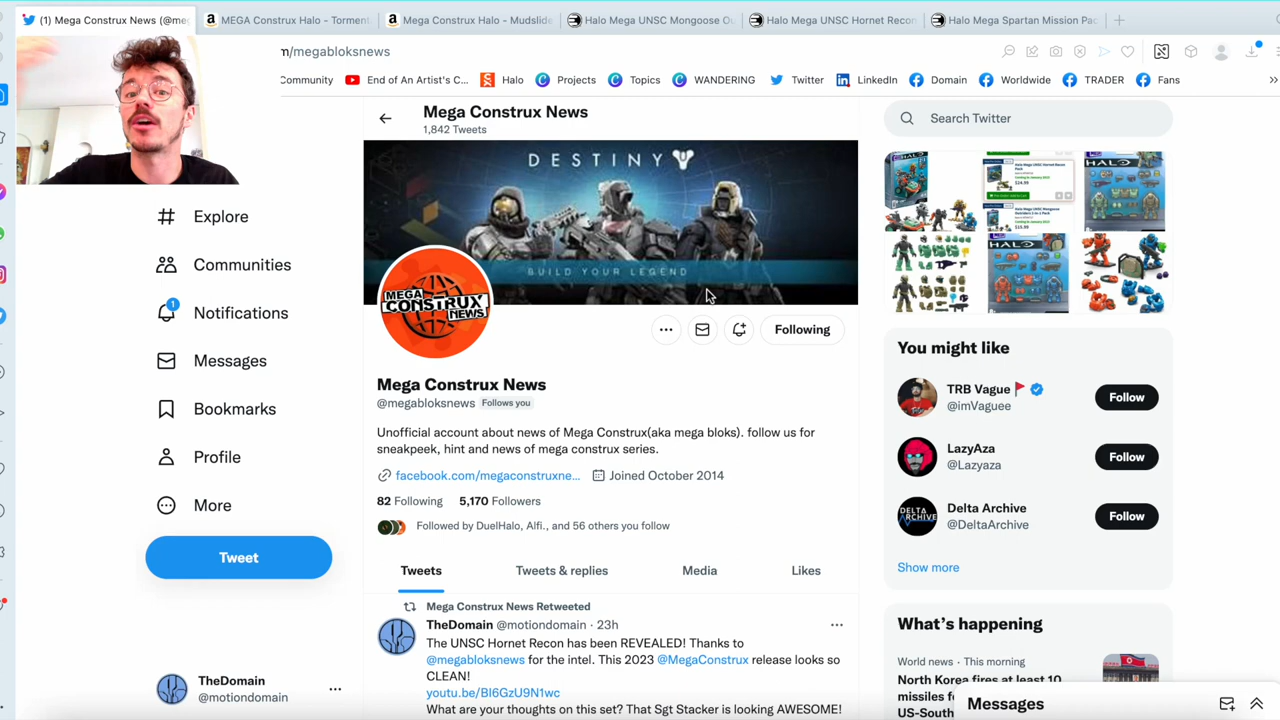 (1) Mega Construx News (@me
MEGA Construx Halo - Torment
Mega Construx Halo - Mudslide
Halo Mega UNSC Mongoose Ou
Halo Mega UNSC Hornet Recon
Halo Mega Spartan Mission Pac
m/megabloksnews
Community
End of An Artist's C...
Halo
Projects
Topics
WANDERING
Twitter
LinkedIn
Domain
Worldwide
TRADER
Fans
Mega Construx News
1,842 Tweets
Search Twitter
DESTINY
BUILD YOUR LEGEND
MEGA
CONSTRUX
NEWS
Explore
Communities
1
Notifications
Messages
Bookmarks
Profile
More
Tweet
Following
Mega Construx News
@megabloksnews Follows you
Unofficial account about news of Mega Construx(aka mega bloks). follow us for
sneakpeek, hint and news of mega construx series.
facebook.com/megaconstruxne... Joined October 2014
82 Following 5,170 Followers
Followed by DuelHalo, Alfi., and 56 others you follow
Tweets
Tweets & replies
Media
Likes
Mega Construx News Retweeted
TheDomain @motiondomain · 23h
The UNSC Hornet Recon has been REVEALED! Thanks to
@megabloksnews for the intel. This 2023 @MegaConstrux release looks so
CLEAN!
youtu.be/BI6GzU9N1wc
What are your thoughts on this set? That Sgt Stacker is looking AWESOME!
TheDomain
@motiondomain
HALO
HALO
You might like
TRB Vague
@imVaguee
Follow
LazyAza
@Lazyaza
Follow
DELTA
ARCHIVE
Delta Archive
@DeltaArchive
Follow
Show more
What's happening
World news · This morning
North Korea fires at least 10
missiles f
US-South
Messages